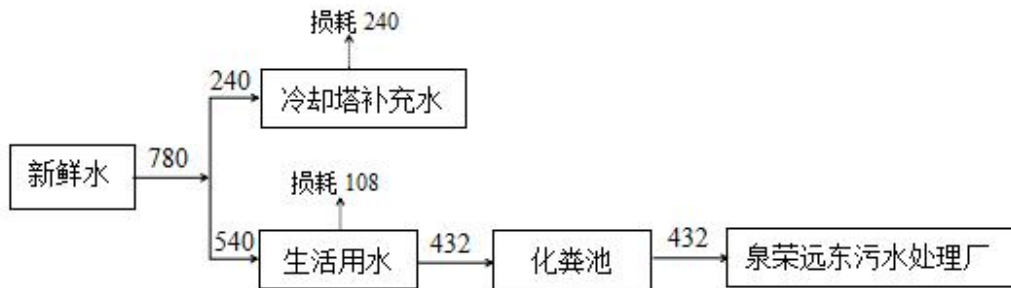 损耗 240
240
冷却塔补充水
新鲜水
780
损耗 108
540
生活用水
432
化粪池
432
泉荣远东污水处理厂